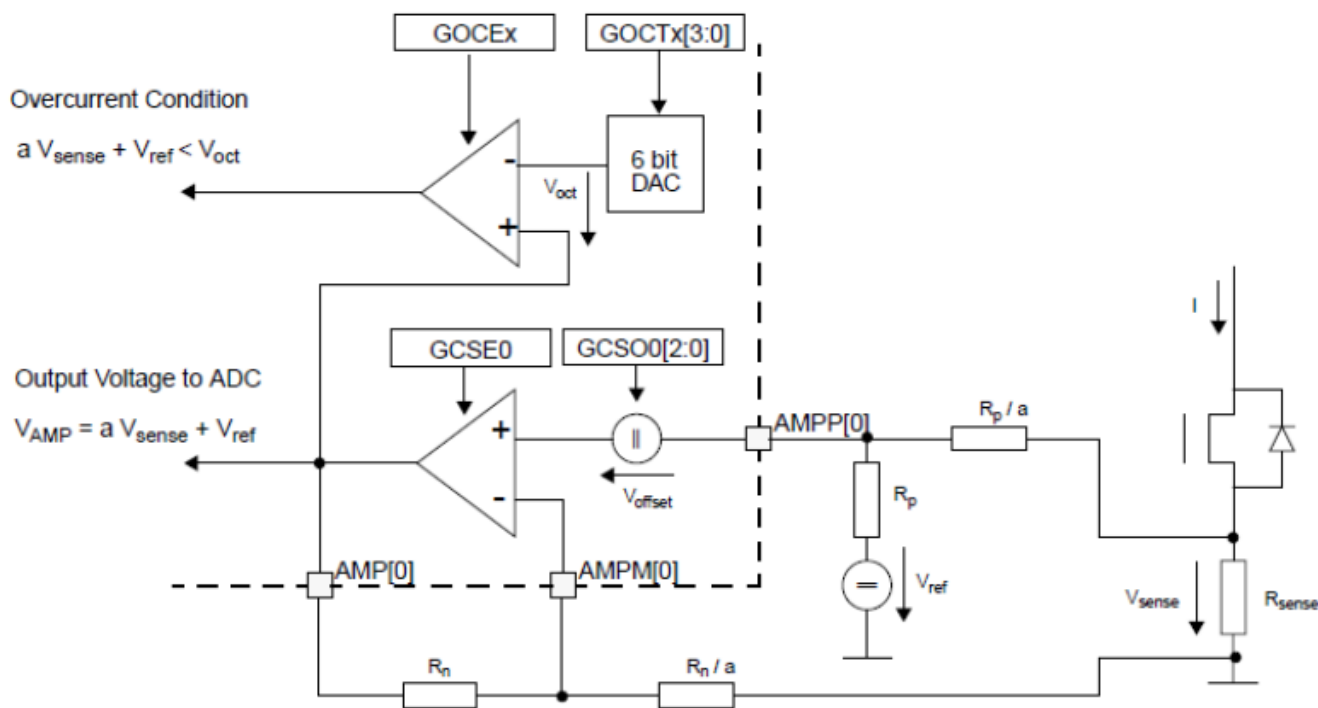 GOCEx
GOCTx[3:0]
Overcurrent Condition
a Vsense + Vref < Voct
-
6 bit
DAC
Voct
+
I
GCSE0
GCSO0[2:0]
Output Voltage to ADC
VAMP = a Vsense + Vref
AMPP[0]
Rp / a
+
=
-
Voffset
Rp
AMP[0]
AMPM[0]
=
Vref
Vsense
Rsense
Rn
Rn / a